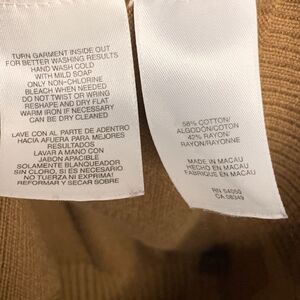 TURN GARMENT INSIDE OUT
FOR BETTER WASHING RESULTS
HAND WASH COLD
WITH MILD SOAP
ONLY NON-CHLORINE
BLEACH WHEN NEEDED
DO NOT TWIST OR WRING
RESHAPE AND DRY FLAT
WARM IRON IF NECESSARY
CAN BE DRY CLEANED
LAVE CON AL PARTE DE ADENTRO
HACIA AFUERA PARA MEJORES
RESULTADOS
LAVAR A MANO CON
JABON APACIBLE
SOLAMENTE BLANQUEADOR
SIN CLORO, SI ES NECESARIO
NO TUERZA NI EXPRIMA
REFORMAR Y SECAR SOBRE
58% COTTON/
ALGODÓN/COTON
42% RAYON/
RAYON/RAYONNE
MADE IN MACAU
HECHO EN MACAU
FABRIQUE EN MACAU
RN 54050
CA 08349